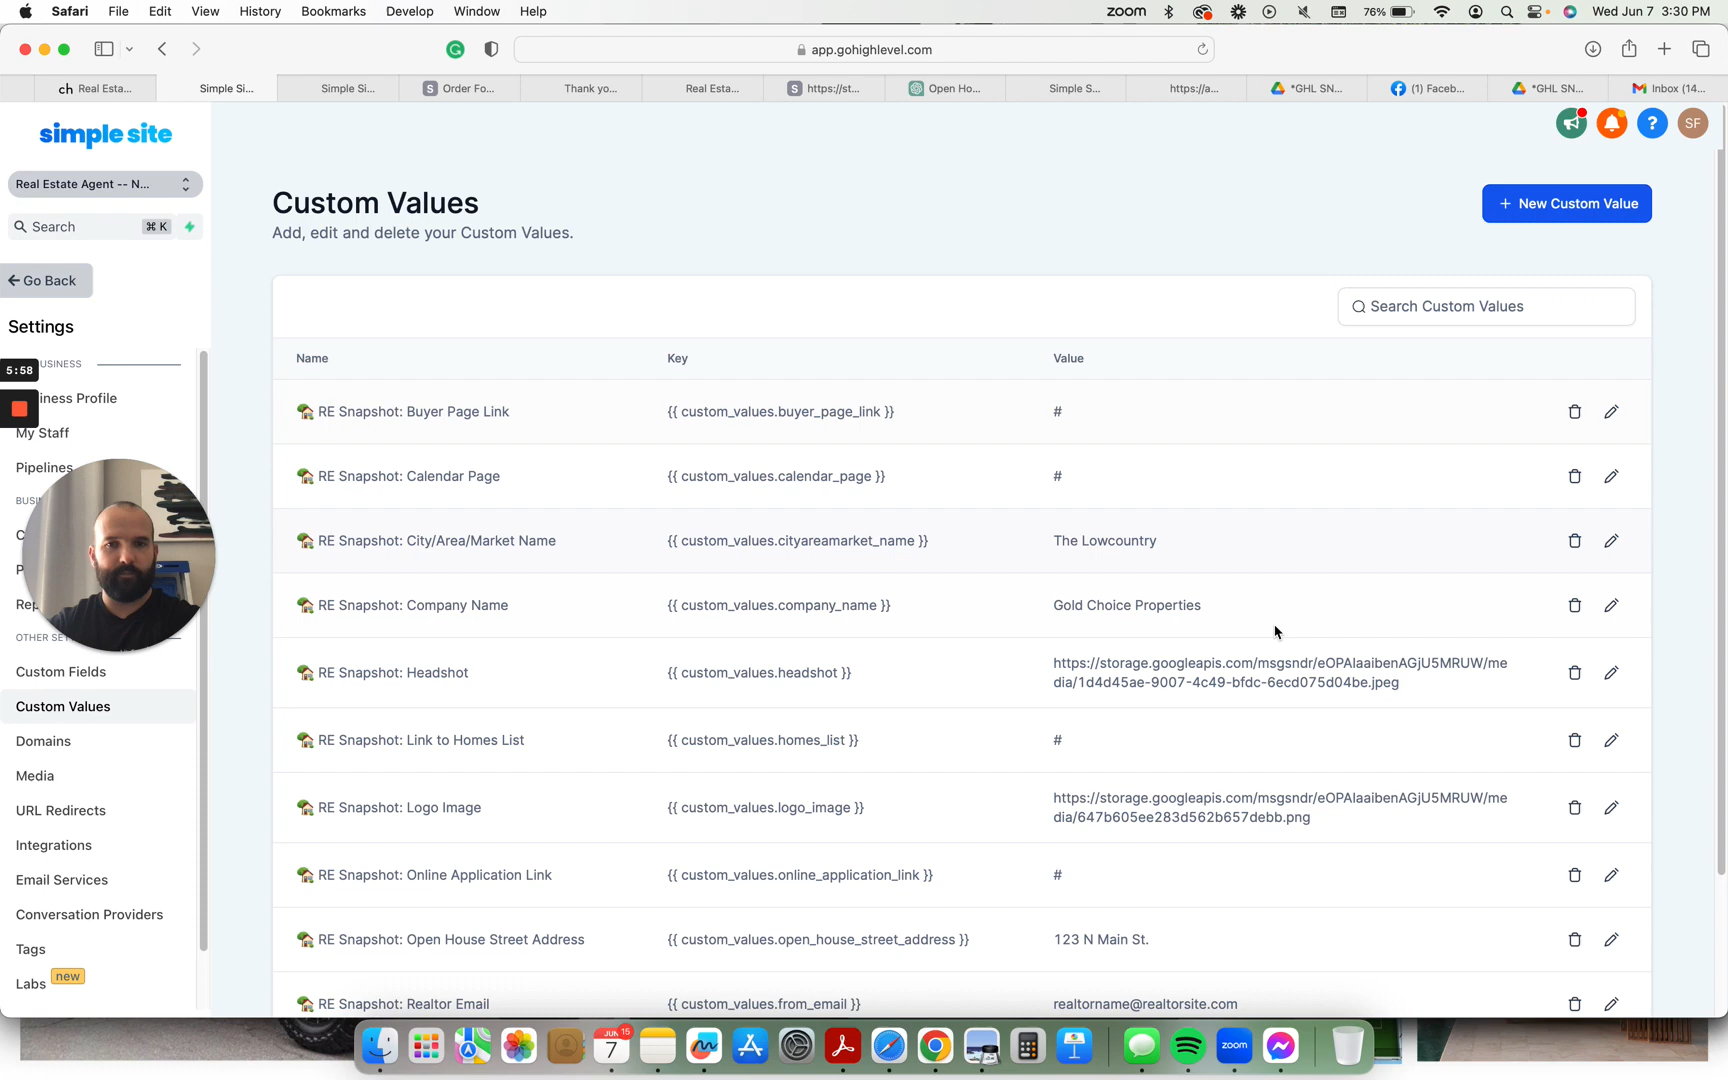 Safari File Edit View History Bookmarks Develop Window Help zoom 76% Wed Jun 7 3:30 PM
app.gohighlevel.com
ch Real Esta... Simple Si... Simple Si... S Order Fo... Thank yo... Real Esta... S https://st... Open Ho... Simple S... https://a... *GHL SN... (1) Faceb... *GHL SN... Inbox (14...
simple site
SF
Real Estate Agent -- N...
Search ⌘ K
Go Back
Settings
5:58
USINESS
iness Profile
My Staff
Pipelines
BUSI
C
P
Rep
OTHER SE
Custom Fields
Custom Values
Domains
Media
URL Redirects
Integrations
Email Services
Conversation Providers
Tags
Labs new
Custom Values
Add, edit and delete your Custom Values.
+ New Custom Value
Search Custom Values
Name Key Value
RE Snapshot: Buyer Page Link {{ custom_values.buyer_page_link }} #
RE Snapshot: Calendar Page {{ custom_values.calendar_page }} #
RE Snapshot: City/Area/Market Name {{ custom_values.cityareamarket_name }} The Lowcountry
RE Snapshot: Company Name {{ custom_values.company_name }} Gold Choice Properties
RE Snapshot: Headshot {{ custom_values.headshot }} https://storage.googleapis.com/msgsndr/eOPAlaaibenAGjU5MRUW/me
dia/1d4d45ae-9007-4c49-bfdc-6ecd075d04be.jpeg
RE Snapshot: Link to Homes List {{ custom_values.homes_list }} #
RE Snapshot: Logo Image {{ custom_values.logo_image }} https://storage.googleapis.com/msgsndr/eOPAlaaibenAGjU5MRUW/me
dia/647b605ee283d562b657debb.png
RE Snapshot: Online Application Link {{ custom_values.online_application_link }} #
RE Snapshot: Open House Street Address {{ custom_values.open_house_street_address }} 123 N Main St.
RE Snapshot: Realtor Email {{ custom_values.from_email }} realtorname@realtorsite.com
JUN 15
7
zoom